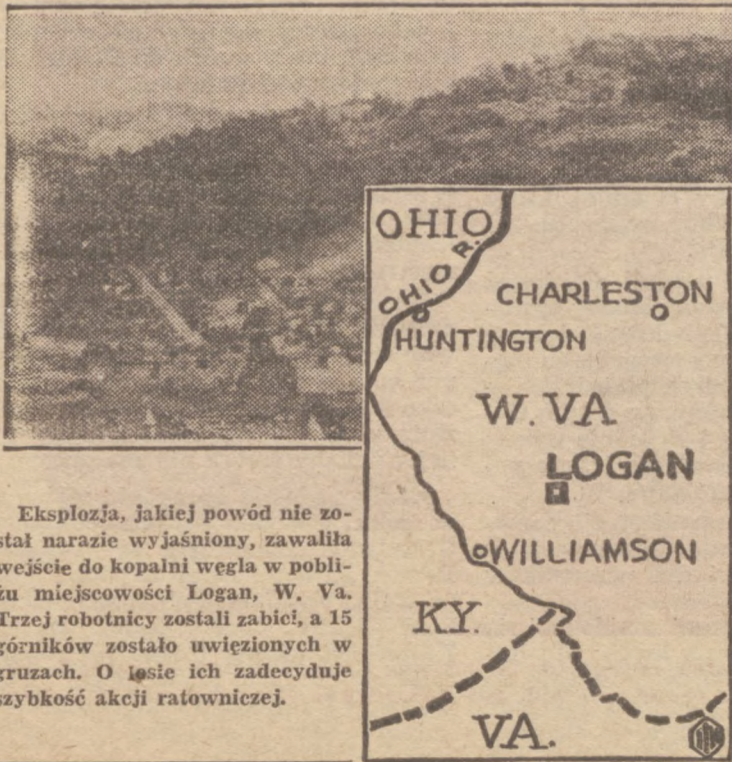 OHIO
OHIO R.
CHARLESTON
HUNTINGTON
W. VA
LOGAN
WILLIAMSON
KY.
VA.
Eksplozja, jakiej powód nie zo-
stał narazie wyjaśniony, zawaliła
wejście do kopalni węgla w pobli-
żu miejscowości Logan, W. Va.
Trzej robotnicy zostali zabici, a 15
górników zostało uwięzionych w
gruzach. O losie ich zadecyduje
szybkość akcji ratowniczej.